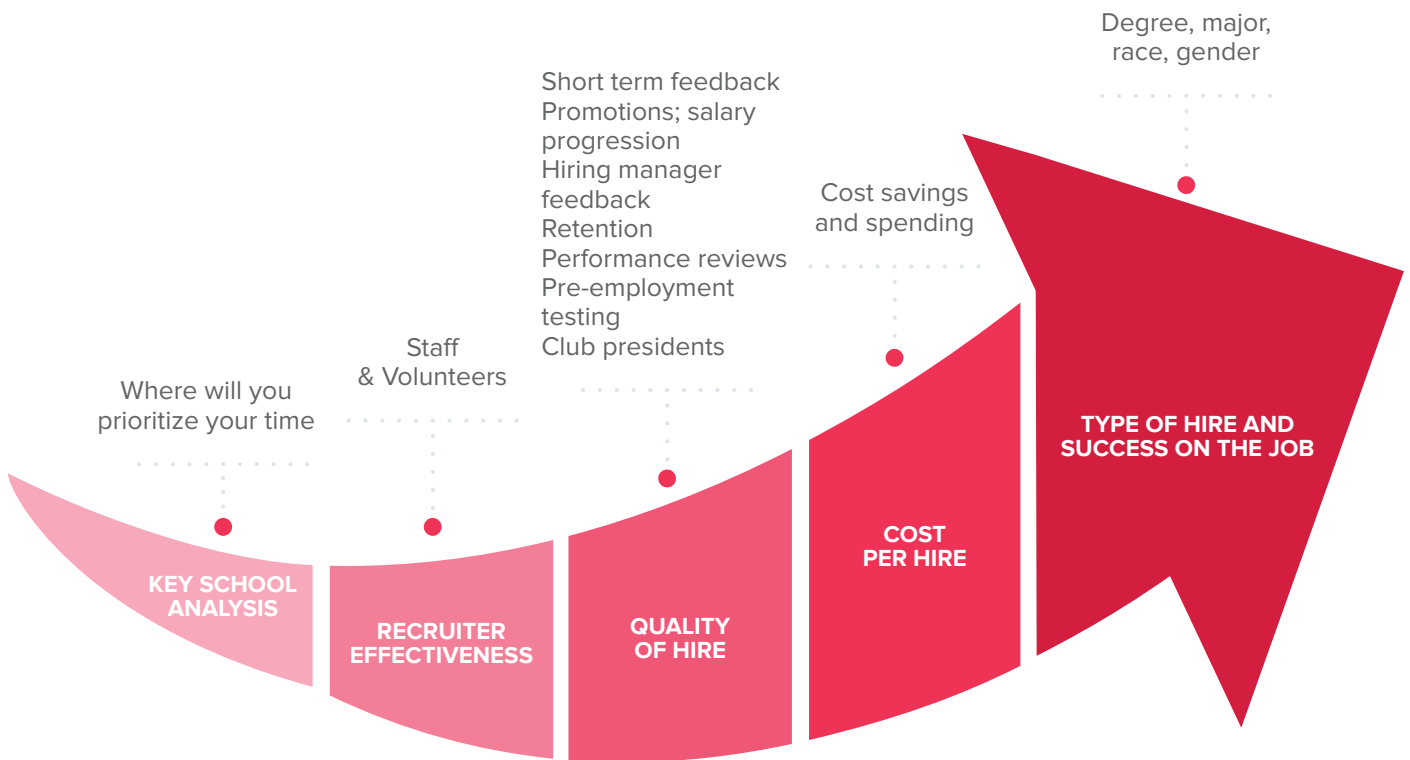 Where will you
prioritize your time
KEY SCHOOL
ANALYSIS
Staff
& Volunteers
RECRUITER
EFFECTIVENESS
Short term feedback
Promotions; salary
progression
Hiring manager
feedback
Retention
Performance reviews
Pre-employment
testing
Club presidents
QUALITY
OF HIRE
Cost savings
and spending
COST
PER HIRE
Degree, major,
race, gender
TYPE OF HIRE AND
SUCCESS ON THE JOB